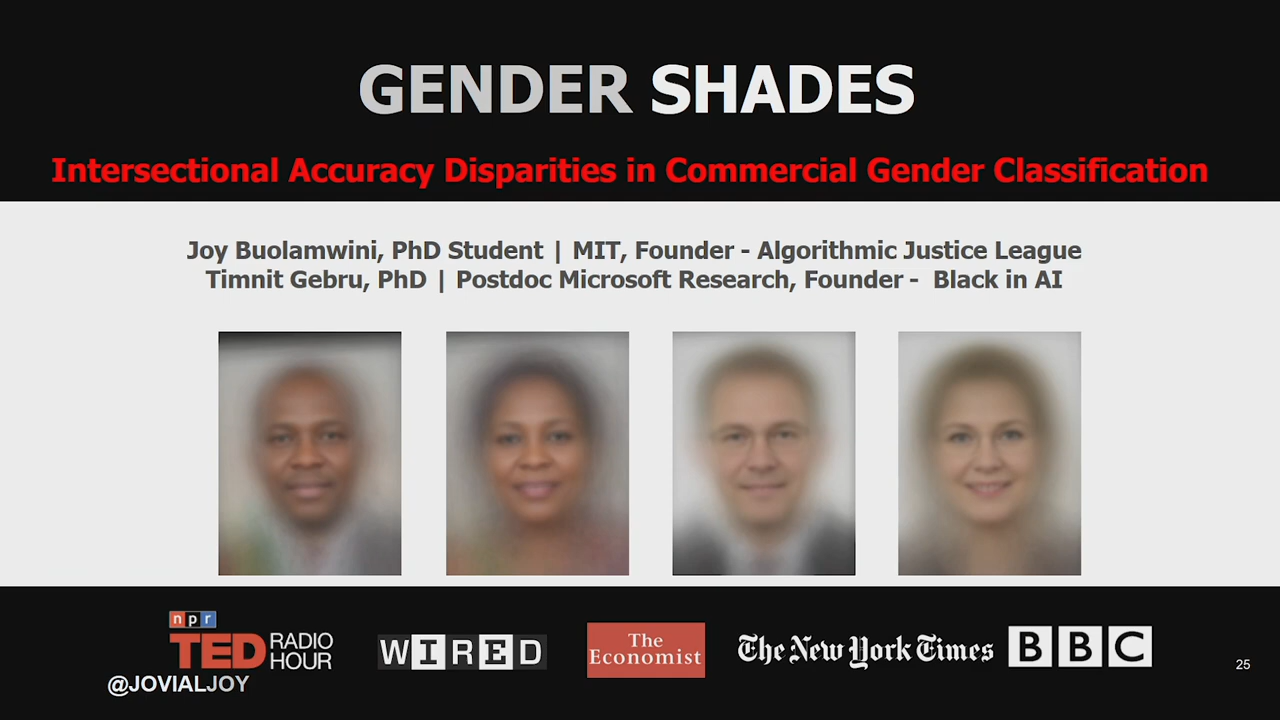 GENDER SHADES
Intersectional Accuracy Disparities in Commercial Gender Classification
Joy Buolamwini, PhD Student | MIT, Founder - Algorithmic Justice League
Timnit Gebru, PhD | Postdoc Microsoft Research, Founder - Black in AI
npr
TED RADIO HOUR
WIRED
The Economist
The New York Times
BBC
25
@JOVIALJOY